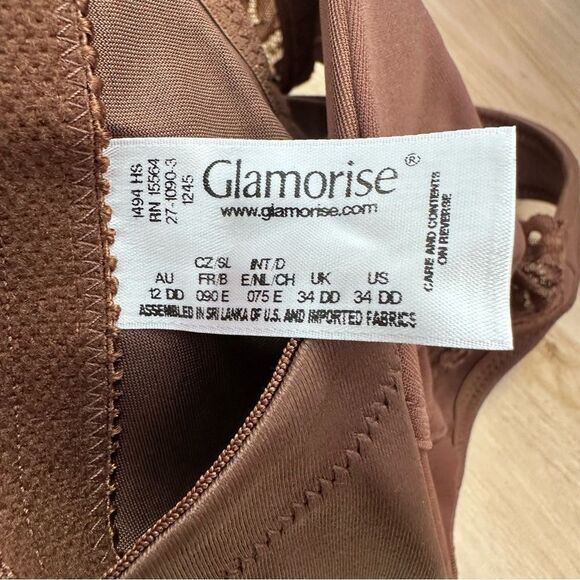 Glamorise®
www.glamorise.com
1494 HS
RN 15564
27-1090-3
1245
CZ/SL INT/D
AU FR/B E/NL/CH UK US
12 DD 090 E 075 E 34 DD 34 DD
ASSEMBLED IN SRI LANKA OF U.S. AND IMPORTED FABRICS
CARE AND CONTENTS
ON REVERSE